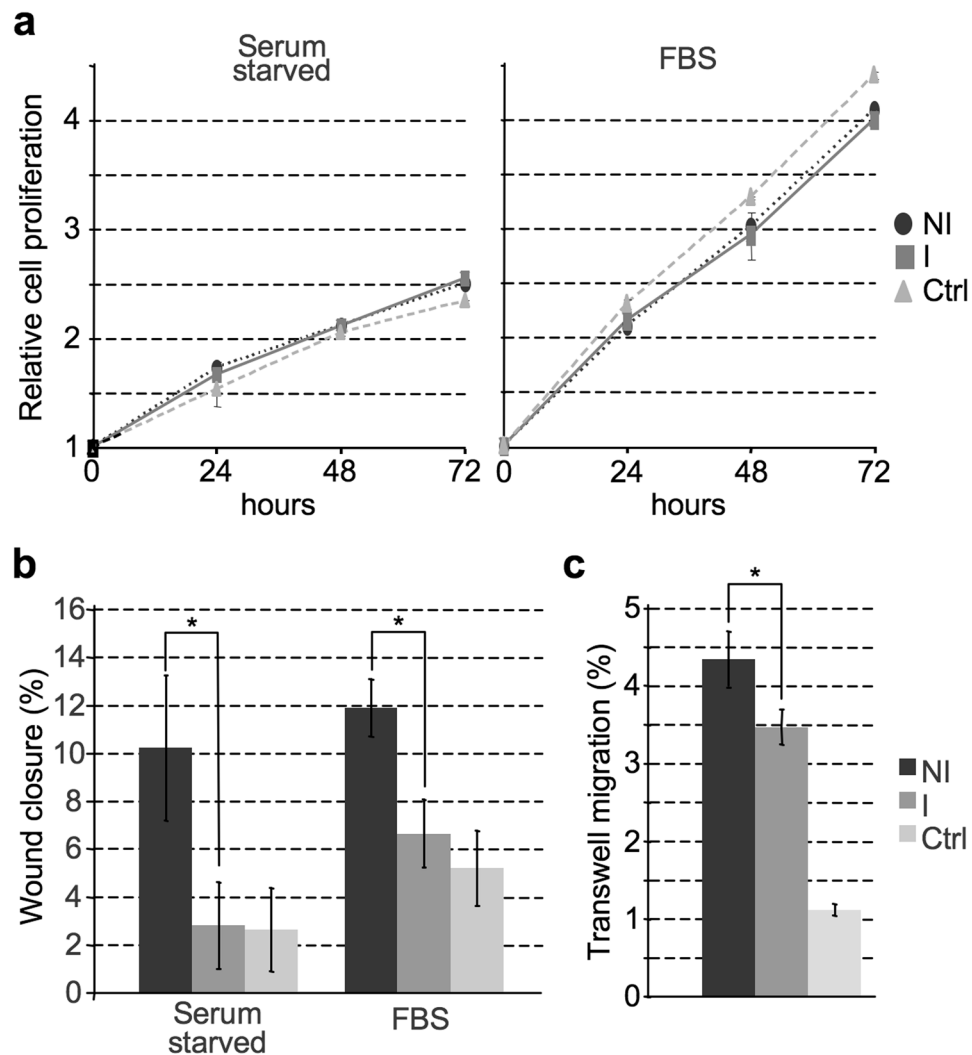 a
Serum
starved
FBS
Relative cell proliferation
4
3
2
1
0
24
48
72
hours
0
24
48
72
hours
NI
I
Ctrl
b
Wound closure (%)
16
14
12
10
8
6
4
2
0
*
*
Serum
starved
FBS
c
Transwell migration (%)
5
4
3
2
1
0
*
NI
I
Ctrl